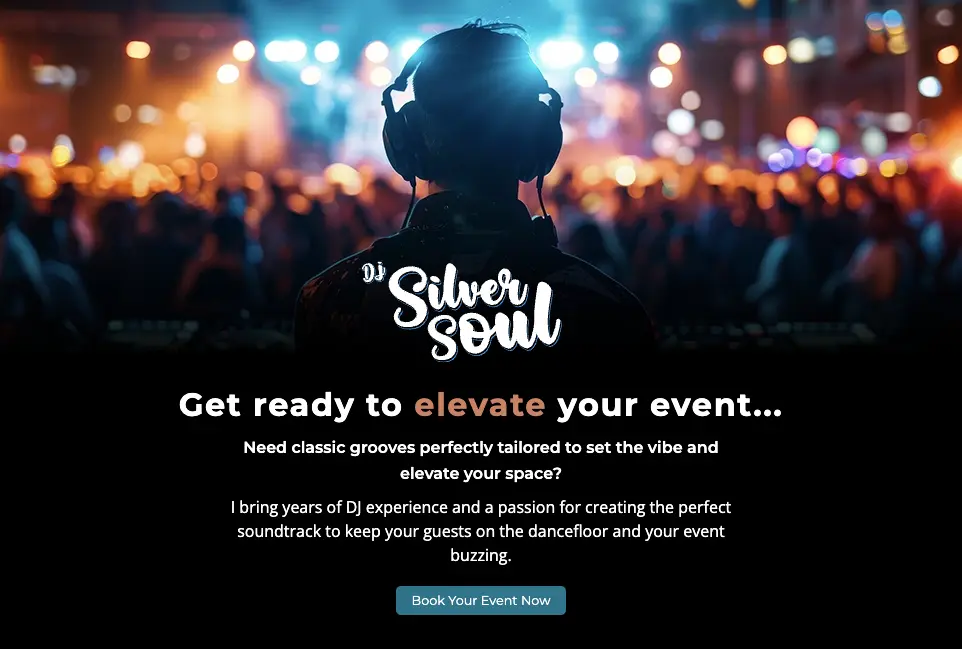 DJ
Silver
Soul
Get ready to elevate your event...
Need classic grooves perfectly tailored to set the vibe and
elevate your space?
I bring years of DJ experience and a passion for creating the perfect
soundtrack to keep your guests on the dancefloor and your event
buzzing.
Book Your Event Now